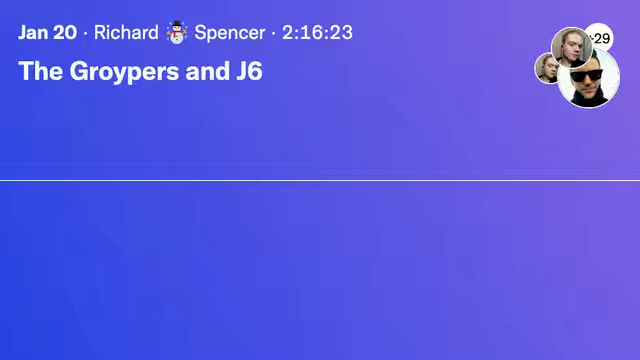 Jan 20 · Richard ☃️ Spencer · 2:16:23
The Groypers and J6
29